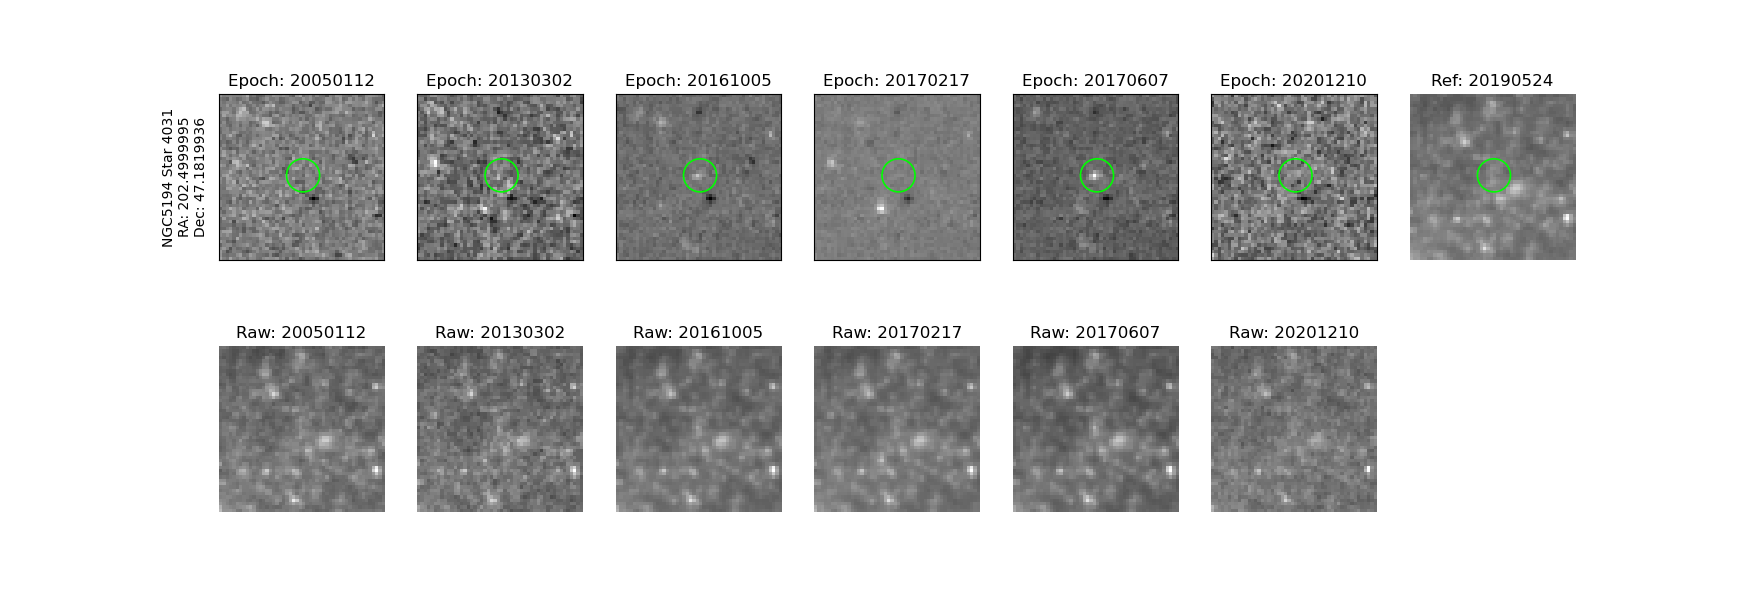 Epoch: 20050112
Epoch: 20130302
Epoch: 20161005
Epoch: 20170217
Epoch: 20170607
Epoch: 20201210
Ref: 20190524
NGC5194 Star 4031
RA: 202.4999995
Dec: 47.1819936
Raw: 20050112
Raw: 20130302
Raw: 20161005
Raw: 20170217
Raw: 20170607
Raw: 20201210